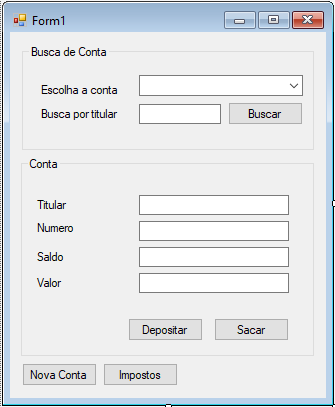 Form1
Busca de Conta
Escolha a conta
Busca por titular
Buscar
Conta
Titular
Numero
Saldo
Valor
Depositar Sacar
Nova Conta Impostos